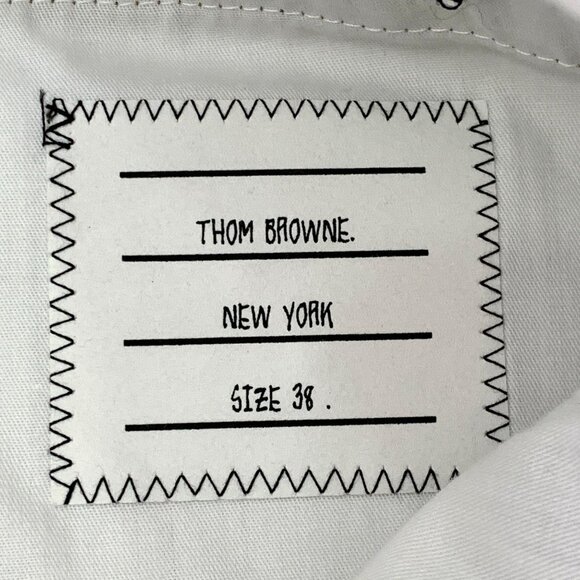 THOM BROWNE.
NEW YORK
SIZE 38 .